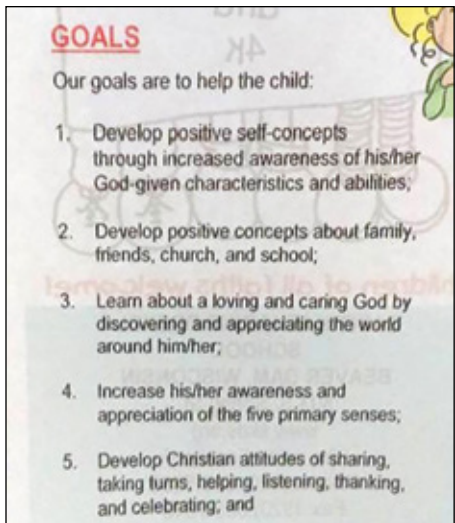 GOALS
Our goals are to help the child:
1. Develop positive self-concepts
through increased awareness of his/her
God-given characteristics and abilities;
2. Develop positive concepts about family,
friends, church, and school;
3. Learn about a loving and caring God by
discovering and appreciating the world
around him/her;
4. Increase his/her awareness and
appreciation of the five primary senses;
5. Develop Christian attitudes of sharing,
taking turns, helping, listening, thanking,
and celebrating; and